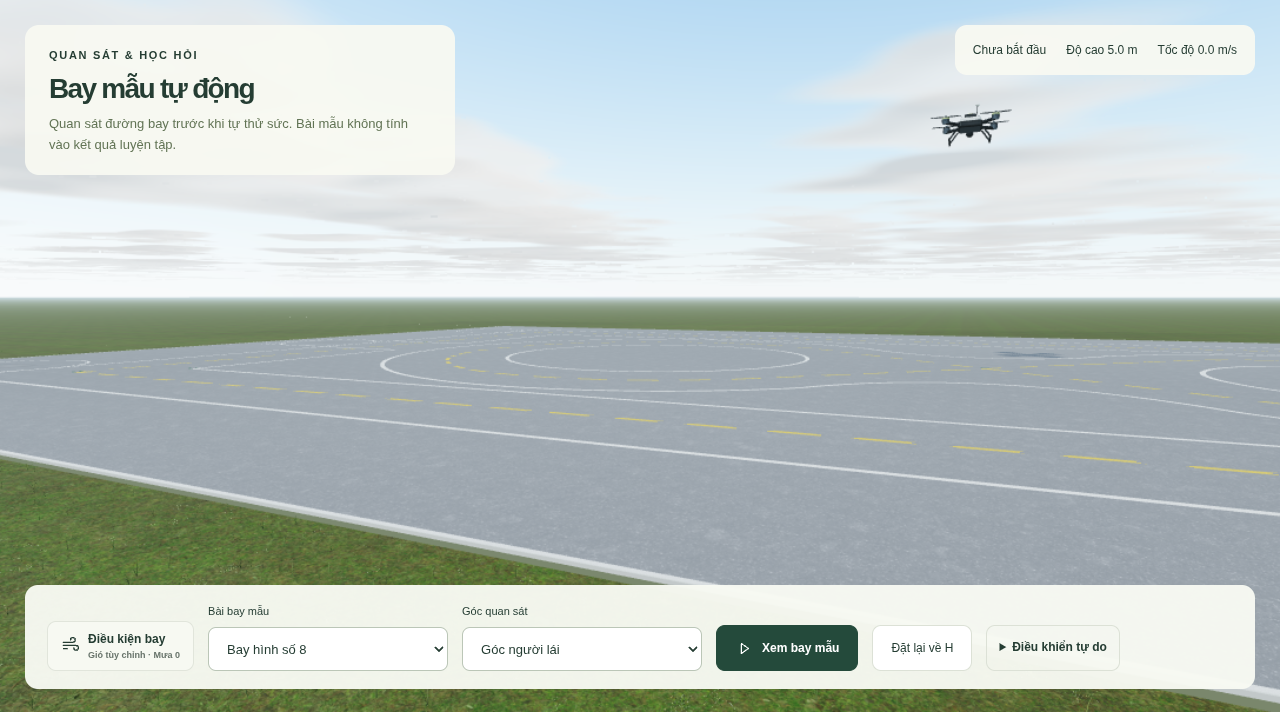 QUAN SÁT & HỌC HỎI
Bay mẫu tự động
Quan sát đường bay trước khi tự thử sức. Bài mẫu không tính
vào kết quả luyện tập.
Chưa bắt đầu Độ cao 5.0 m Tốc độ 0.0 m/s
Điều kiện bay
Gió tùy chỉnh · Mưa 0
Bài bay mẫu
Bay hình số 8
Góc quan sát
Góc người lái
Xem bay mẫu
Đặt lại về H
Điều khiển tự do